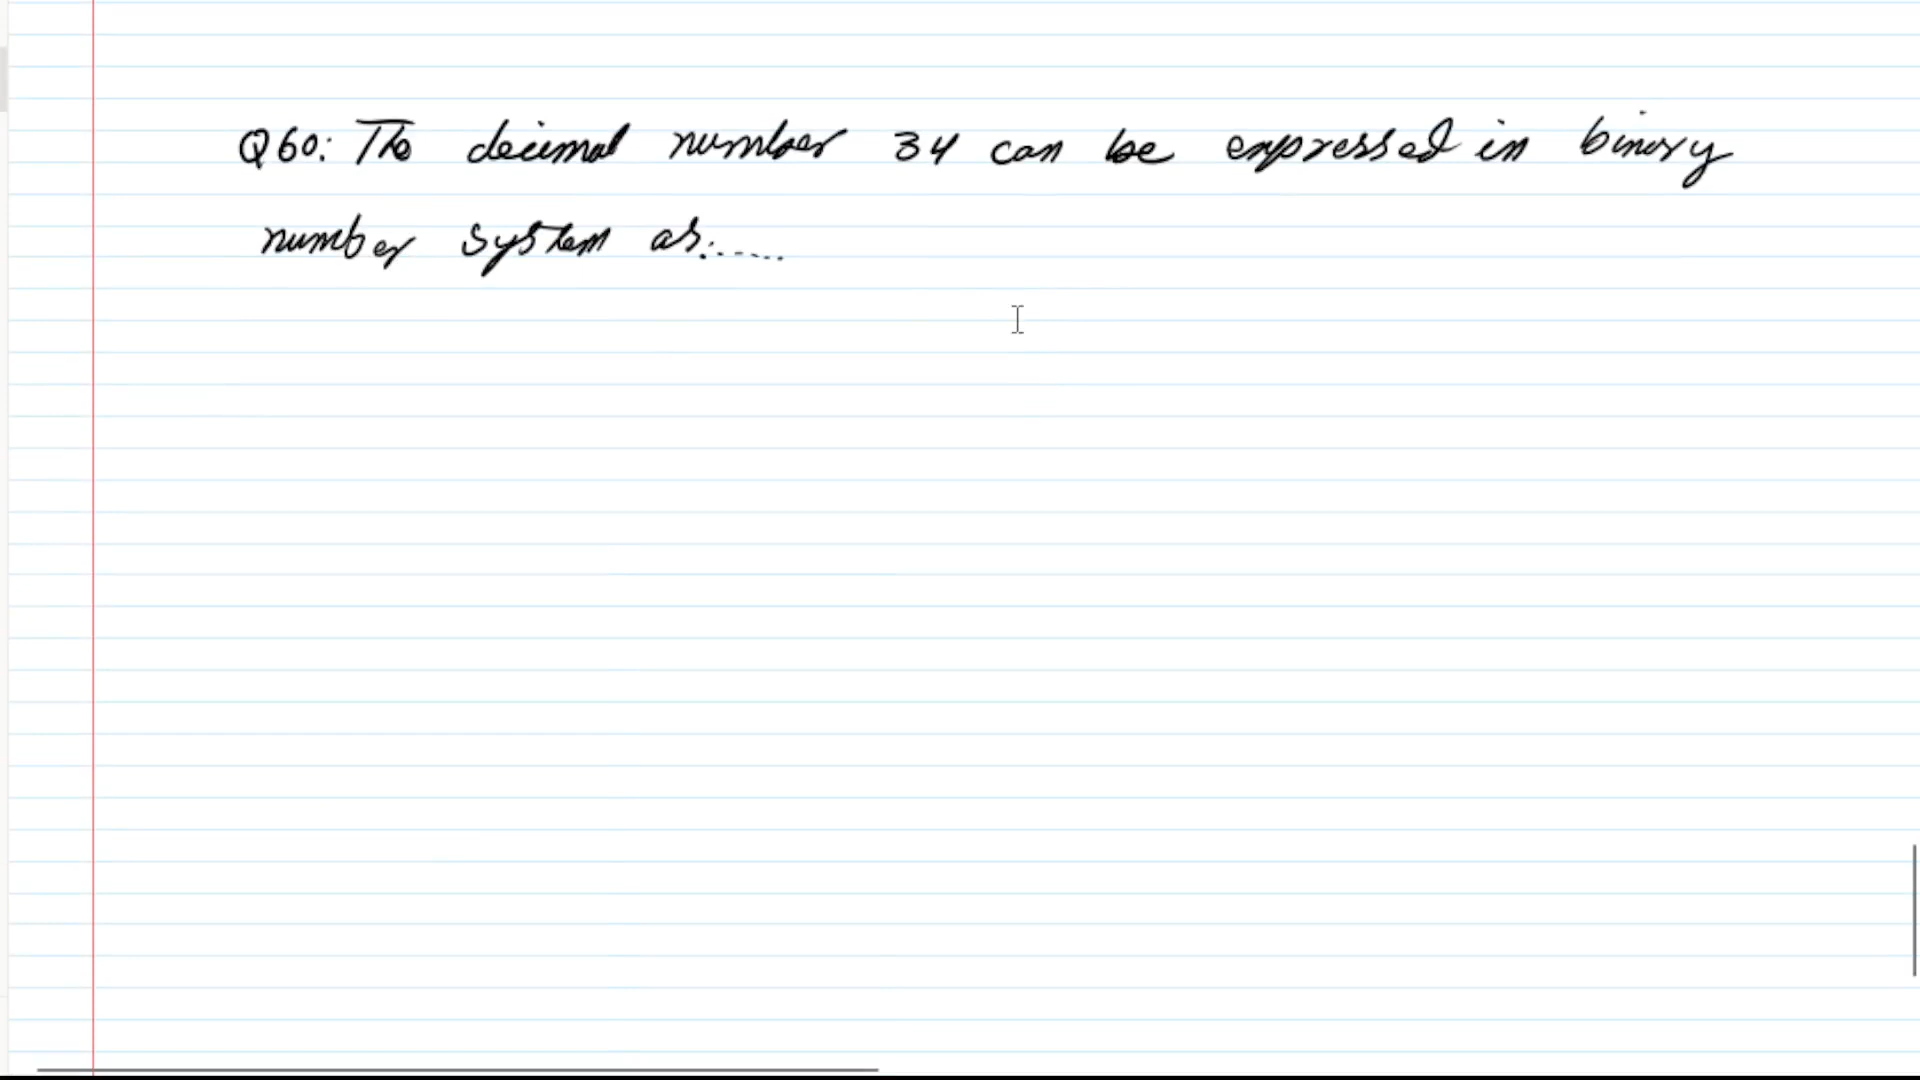 Q60: The decimal number 34 can be expressed in binary
number system as......